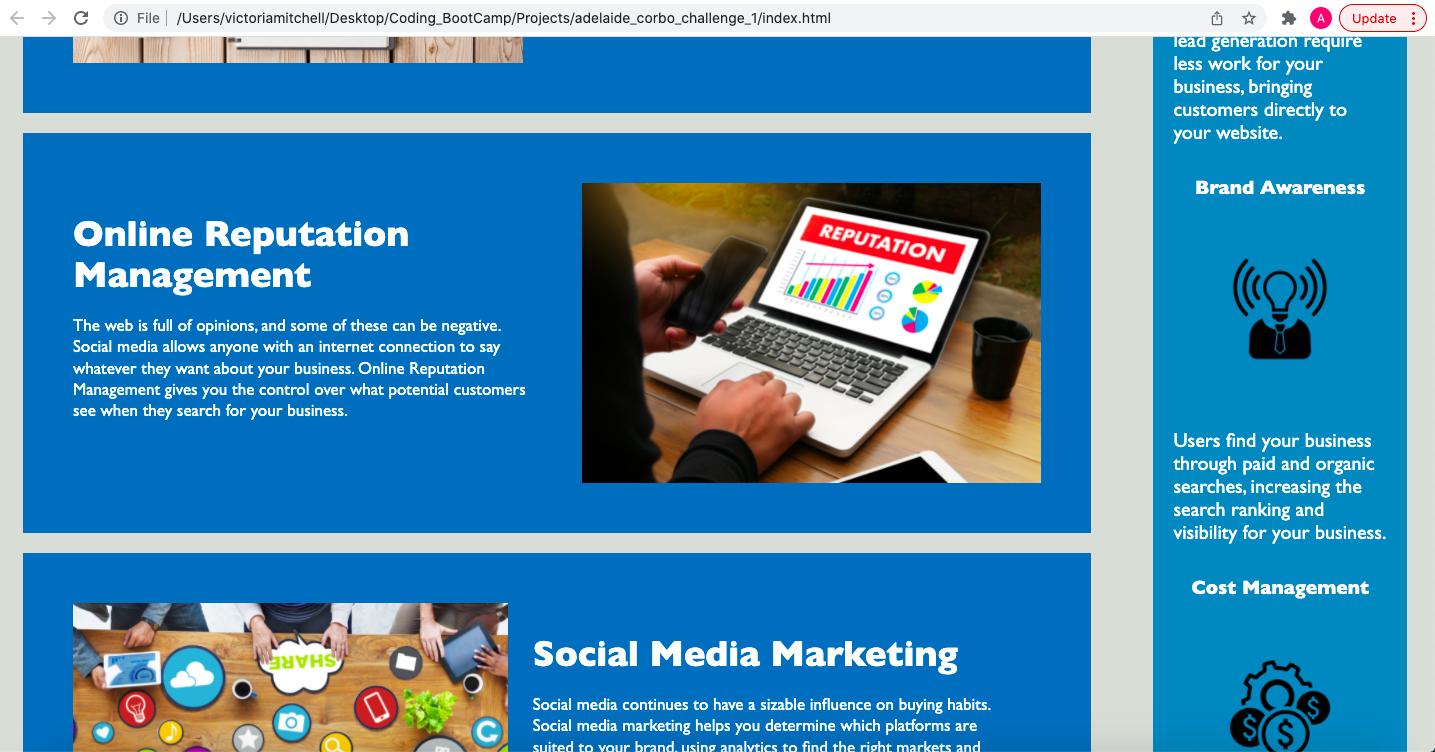 File
/Users/victoriamitchell/Desktop/Coding_BootCamp/Projects/adelaide_corbo_challenge_1/index.html
A
Update
Online Reputation
Management
The web is full of opinions, and some of these can be negative.
Social media allows anyone with an internet connection to say
whatever they want about your business. Online Reputation
Management gives you the control over what potential customers
see when they search for your business.
REPUTATION
SHARE
Social Media Marketing
Social media continues to have a sizable influence on buying habits.
Social media marketing helps you determine which platforms are
suited to your brand, using analytics to find the right markets and
lead generation require
less work for your
business, bringing
customers directly to
your website.
Brand Awareness
Users find your business
through paid and organic
searches, increasing the
search ranking and
visibility for your business.
Cost Management
$
$
$